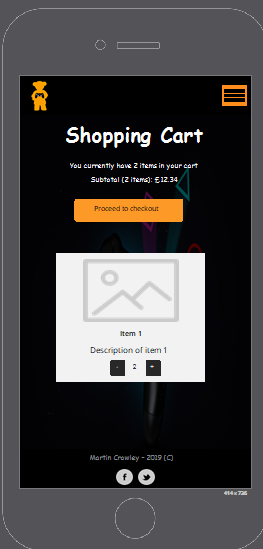 Shopping Cart
You currently have 2 items in your cart
Subtotal (2 items): £12.34
Proceed to checkout
Item 1
Description of item 1
- 2 +
Martin Crowley - 2019 (C)
414x736